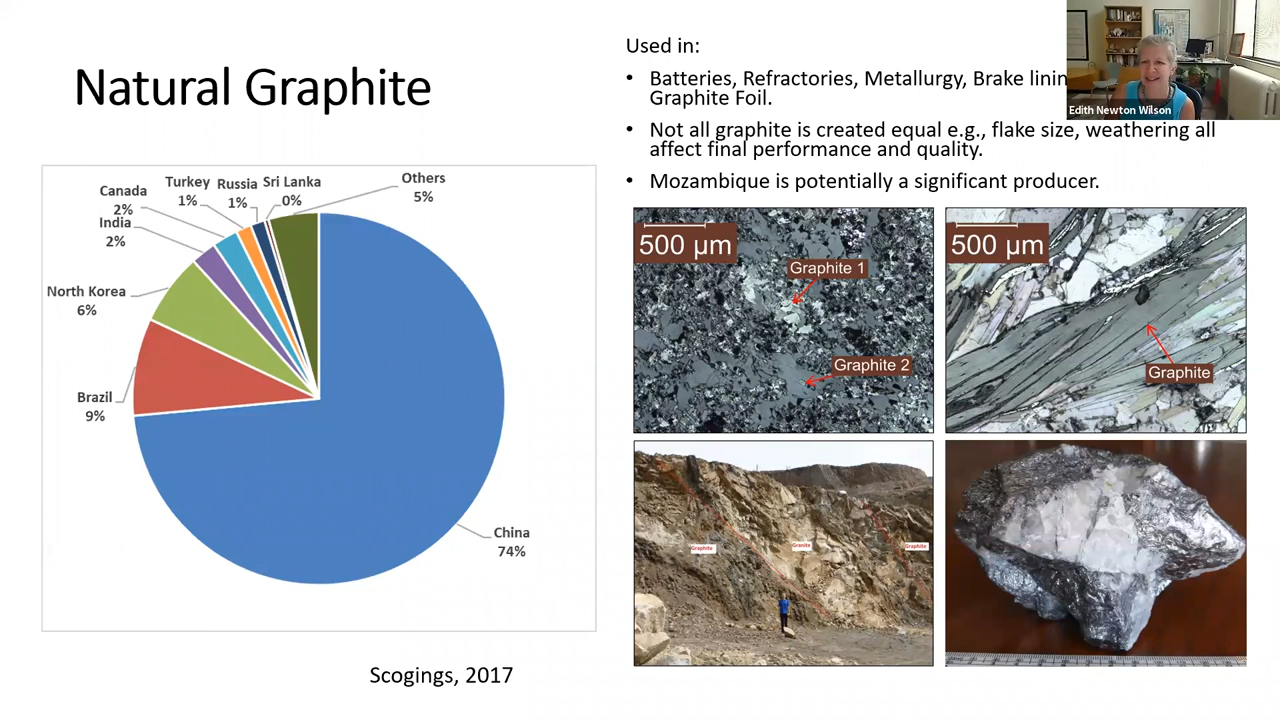 Natural Graphite
Canada
2%
India
2%
Turkey
1%
Russia
1%
Sri Lanka
0%
Others
5%
North Korea
6%
Brazil
9%
China
74%
Scogings, 2017
Used in:
• Batteries, Refractories, Metallurgy, Brake
Graphite Foil.
• Not all graphite is created equal e.g., flake size, weathering all
affect final performance and quality.
• Mozambique is potentially a significant producer.
Edith Newton Wilson
500 µm
Graphite 1
Graphite 2
500 µm
Graphite
Graphite
Granite
Graphite